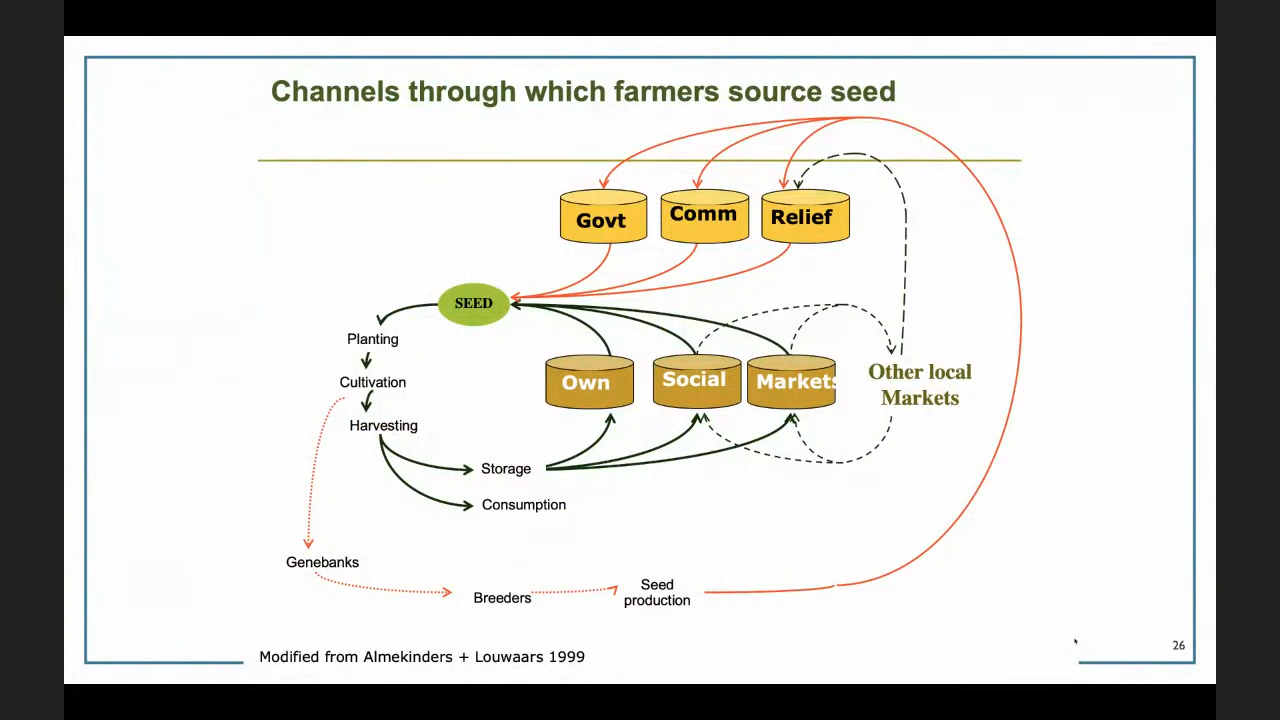 Channels through which farmers source seed
Govt
Comm
Relief
SEED
Planting
Cultivation
Harvesting
Own
Social
Markets
Other local
Markets
Storage
Consumption
Genebanks
Breeders
Seed
production
Modified from Almekinders + Louwaars 1999
26